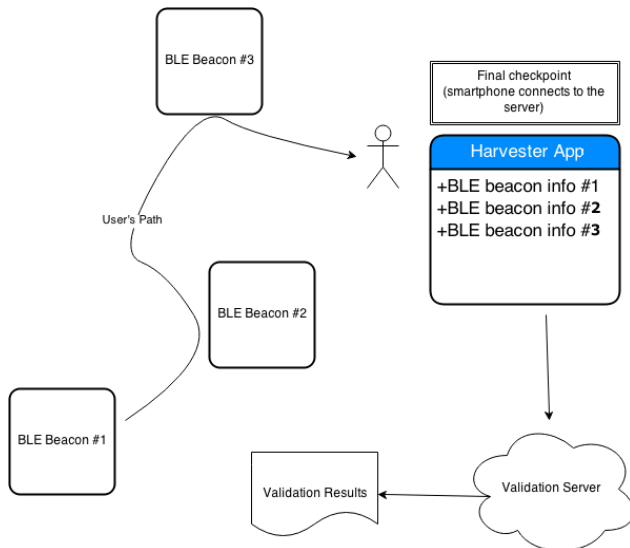 BLE Beacon #3
Final checkpoint
(smartphone connects to the
server)
Harvester App
+BLE beacon info #1
+BLE beacon info #2
+BLE beacon info #3
User's Path
BLE Beacon #2
BLE Beacon #1
Validation Results
Validation Server